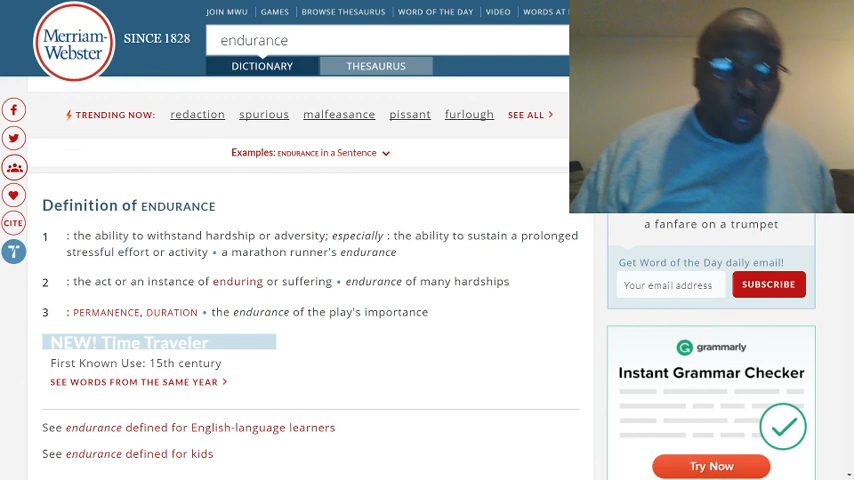 JOIN MWU GAMES BROWSE THESAURUS WORD OF THE DAY VIDEO WORDS AT
Merriam-
Webster
SINCE 1828
endurance
DICTIONARY THESAURUS
TRENDING NOW: redaction spurious malfeasance pissant furlough SEE ALL >
Examples: ENDURANCE in a Sentence
Definition of ENDURANCE
1 : the ability to withstand hardship or adversity; especially : the ability to sustain a prolonged
stressful effort or activity • a marathon runner's endurance
2 : the act or an instance of enduring or suffering • endurance of many hardships
3 : PERMANENCE, DURATION • the endurance of the play's importance
NEW! Time Traveler
First Known Use: 15th century
SEE WORDS FROM THE SAME YEAR >
See endurance defined for English-language learners
See endurance defined for kids
CITE
a fanfare on a trumpet
Get Word of the Day daily email!
Your email address SUBSCRIBE
grammarly
Instant Grammar Checker
Try Now